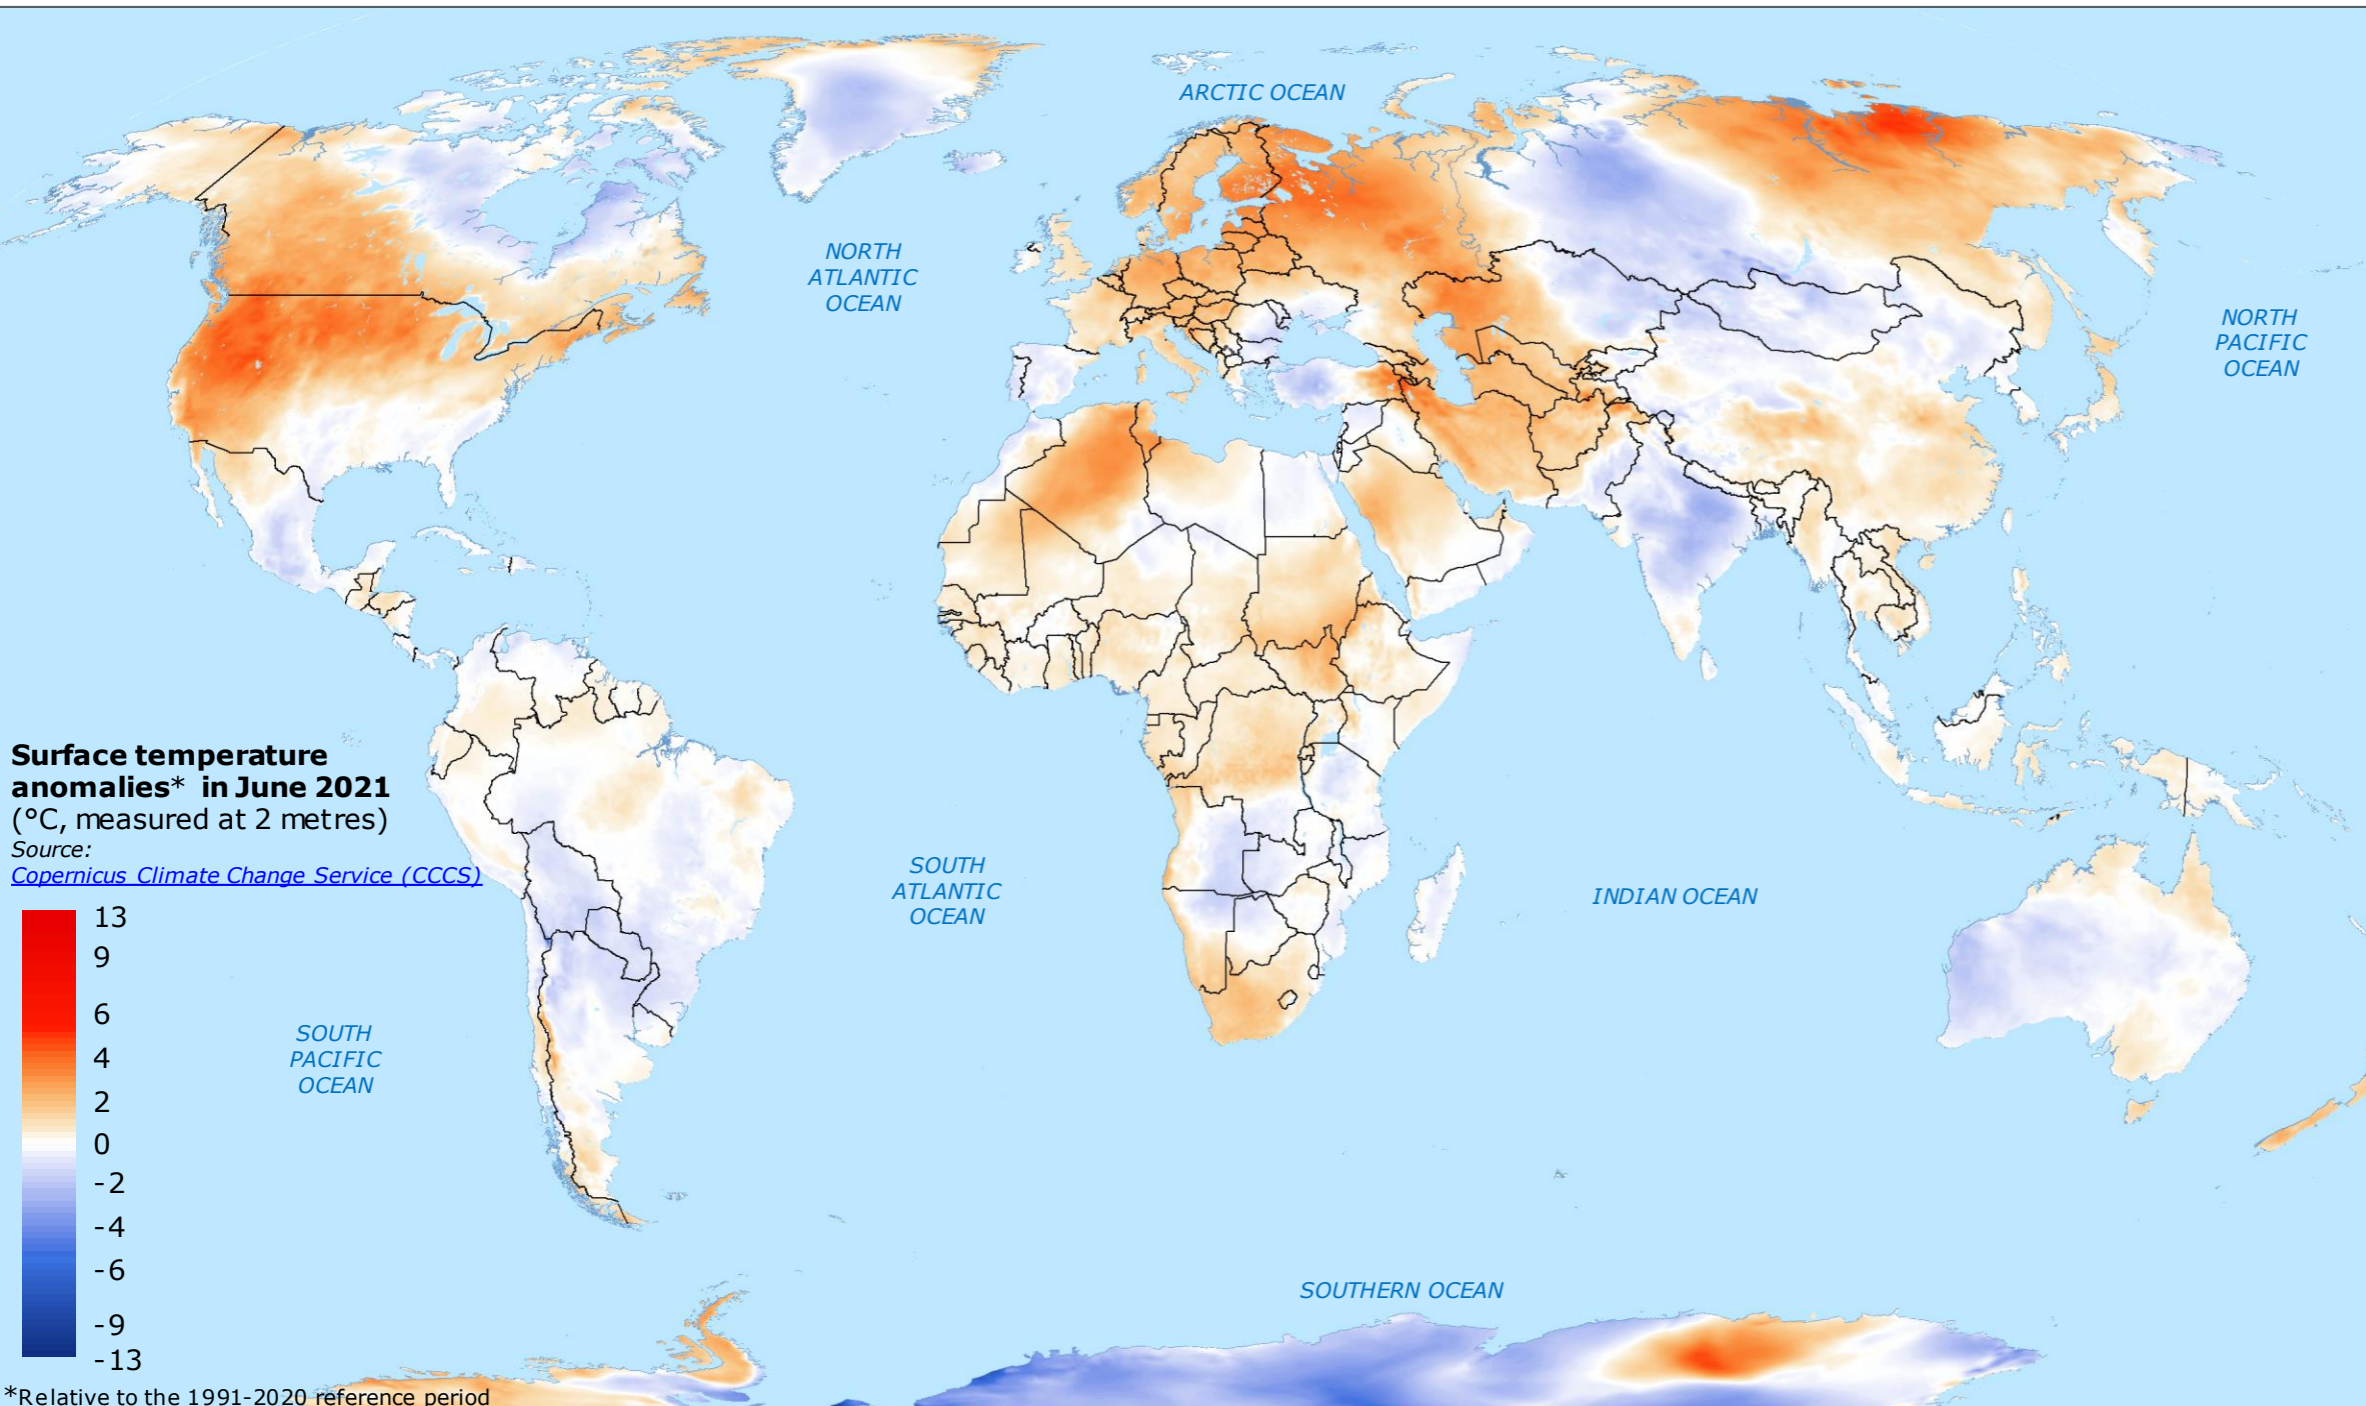 ARCTIC OCEAN
NORTH
ATLANTIC
OCEAN
NORTH
PACIFIC
OCEAN
Surface temperature
anomalies* in June 2021
(°C, measured at 2 metres)
Source:
Copernicus Climate Change Service (CCCS)
13
9
6
4
2
0
-2
-4
-6
-9
-13
*Relative to the 1991-2020 reference period
SOUTH
PACIFIC
OCEAN
SOUTH
ATLANTIC
OCEAN
INDIAN OCEAN
SOUTHERN OCEAN